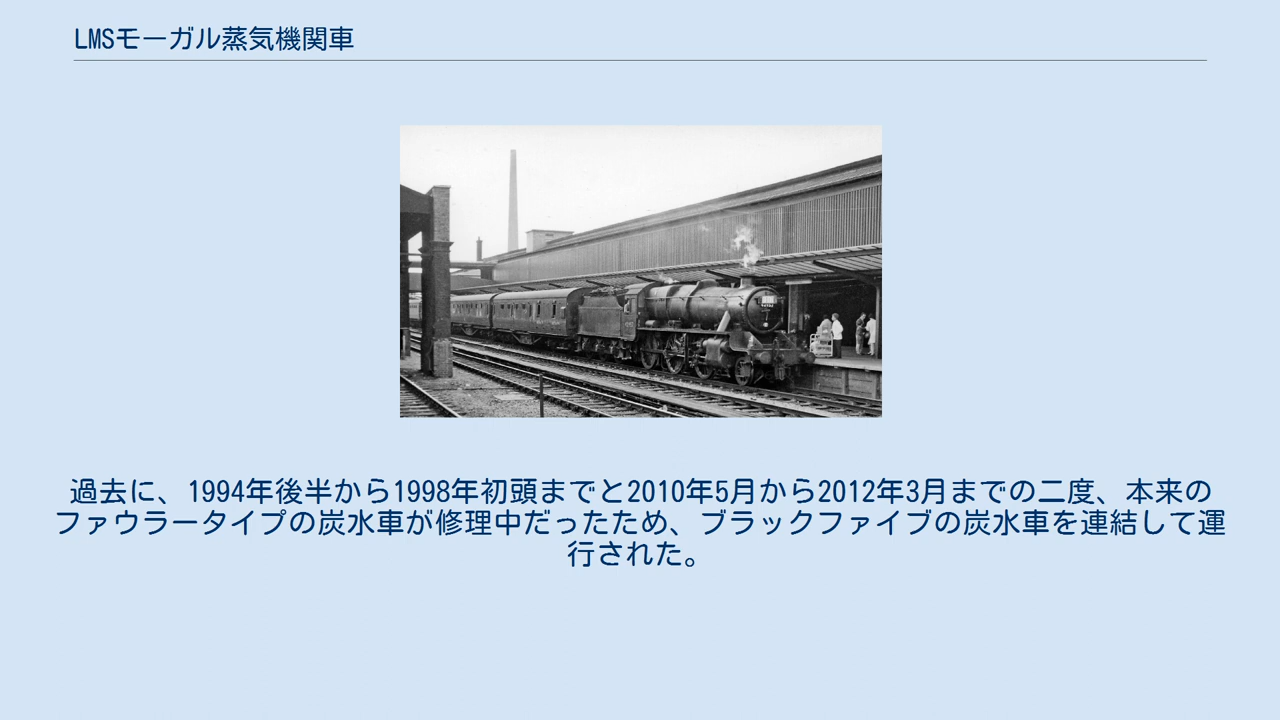 LMSモーガル蒸気機関車
過去に、1994年後半から1998年初頭までと2010年5月から2012年3月までの二度、本来の
ファウラータイプの炭水車が修理中だったため、ブラックファイブの炭水車を連結して運
行された。